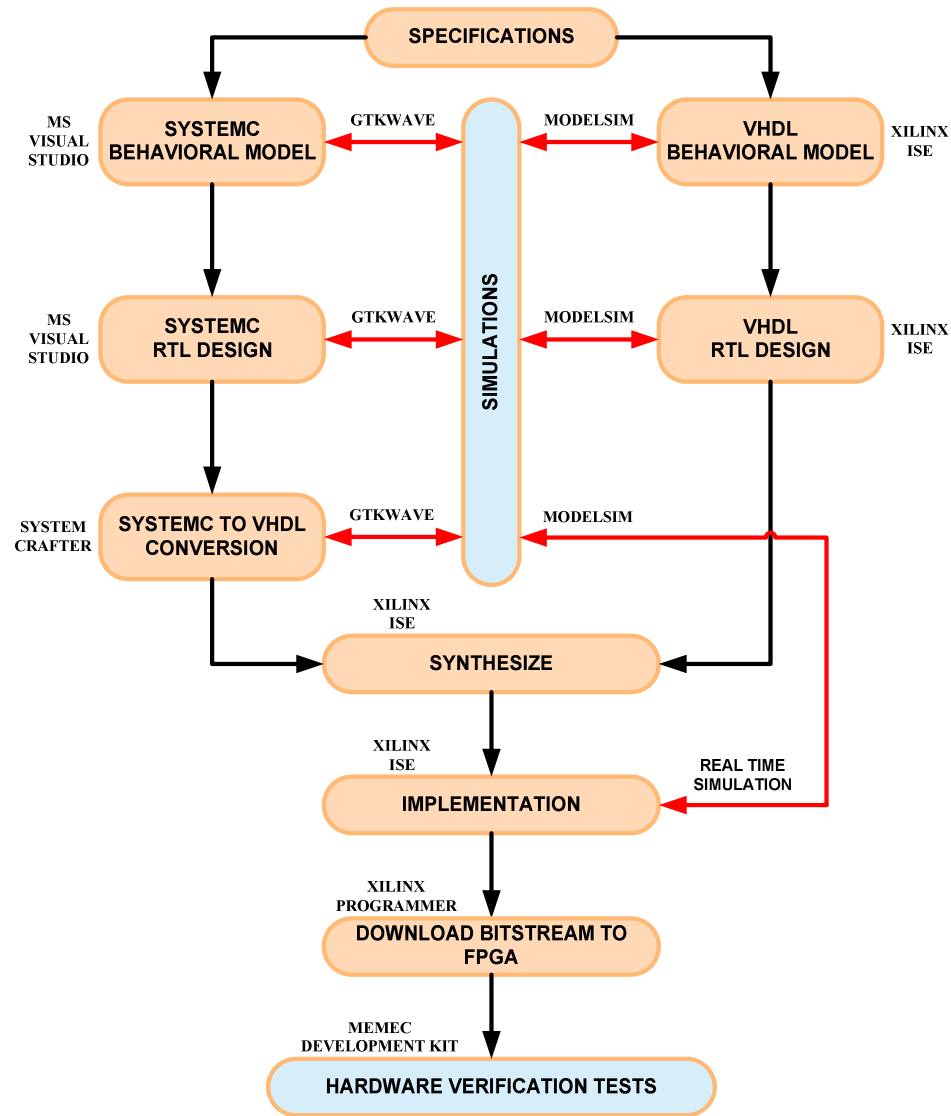 SPECIFICATIONS
MS
VISUAL
STUDIO
SYSTEMC
BEHAVIORAL MODEL
GTKWAVE
MODELSIM
VHDL
BEHAVIORAL MODEL
XILINX
ISE
SIMULATIONS
MS
VISUAL
STUDIO
SYSTEMC
RTL DESIGN
GTKWAVE
MODELSIM
VHDL
RTL DESIGN
XILINX
ISE
SYSTEM
CRAFTER
SYSTEMC TO VHDL
CONVERSION
GTKWAVE
MODELSIM
XILINX
ISE
SYNTHESIZE
XILINX
ISE
IMPLEMENTATION
REAL TIME
SIMULATION
XILINX
PROGRAMMER
DOWNLOAD BITSTREAM TO
FPGA
MEMEC
DEVELOPMENT KIT
HARDWARE VERIFICATION TESTS